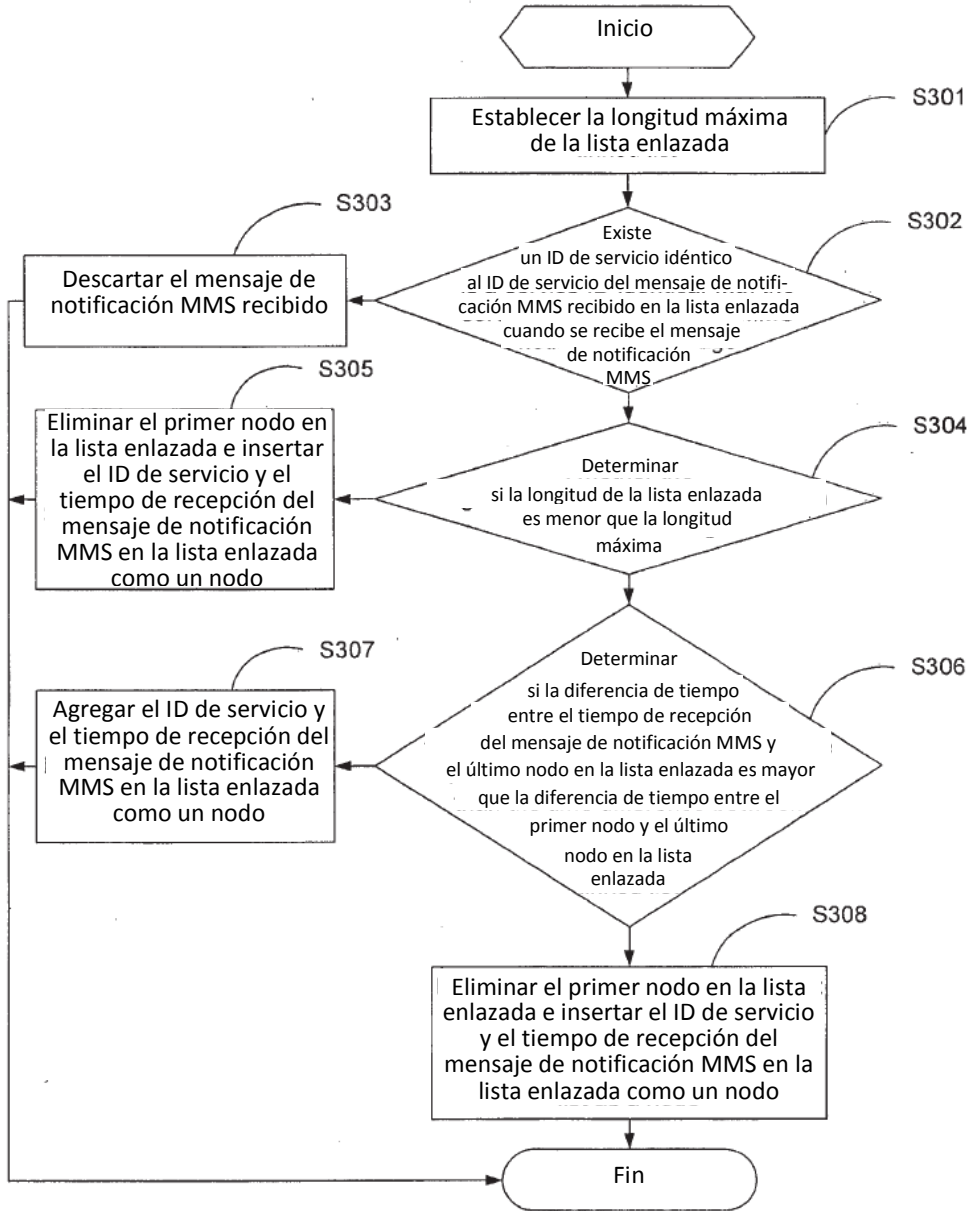 Inicio
S301
Establecer la longitud máxima
de la lista enlazada
S303
S302
Descartar el mensaje de
notificación MMS recibido
Existe
un ID de servicio idéntico
al ID de servicio del mensaje de notifi-
cación MMS recibido en la lista enlazada
cuando se recibe el mensaje
de notificación
MMS
S305
Eliminar el primer nodo en
la lista enlazada e insertar
el ID de servicio y el
tiempo de recepción del
mensaje de notificación
MMS en la lista enlazada
como un nodo
S304
Determinar
si la longitud de la lista enlazada
es menor que la longitud
máxima
S307
Agregar el ID de servicio y
el tiempo de recepción del
mensaje de notificación
MMS en la lista enlazada
como un nodo
S306
Determinar
si la diferencia de tiempo
entre el tiempo de recepción
del mensaje de notificación MMS y
el último nodo en la lista enlazada es mayor
que la diferencia de tiempo entre el
primer nodo y el último
nodo en la lista
enlazada
S308
Eliminar el primer nodo en la lista
enlazada e insertar el ID de servicio
y el tiempo de recepción del
mensaje de notificación MMS en la
lista enlazada como un nodo
Fin